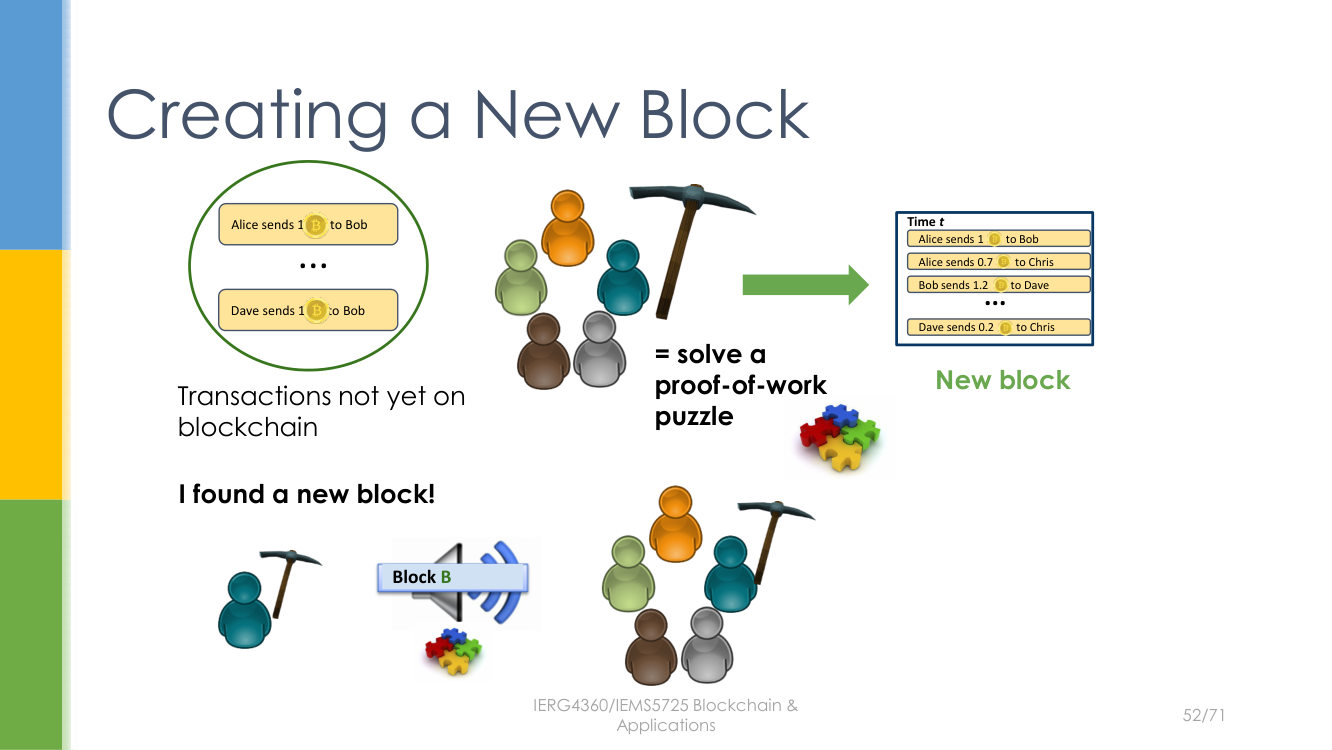 Creating a New Block
Alice sends 1 to Bob
...
Dave sends 1 to Bob
Transactions not yet on
blockchain
= solve a
proof-of-work
puzzle
Time t
Alice sends 1 to Bob
Alice sends 0.7 to Chris
Bob sends 1.2 to Dave
...
Dave sends 0.2 to Chris
New block
I found a new block!
Block B
IERG4360/IEMS5725 Blockchain &
Applications
52/71